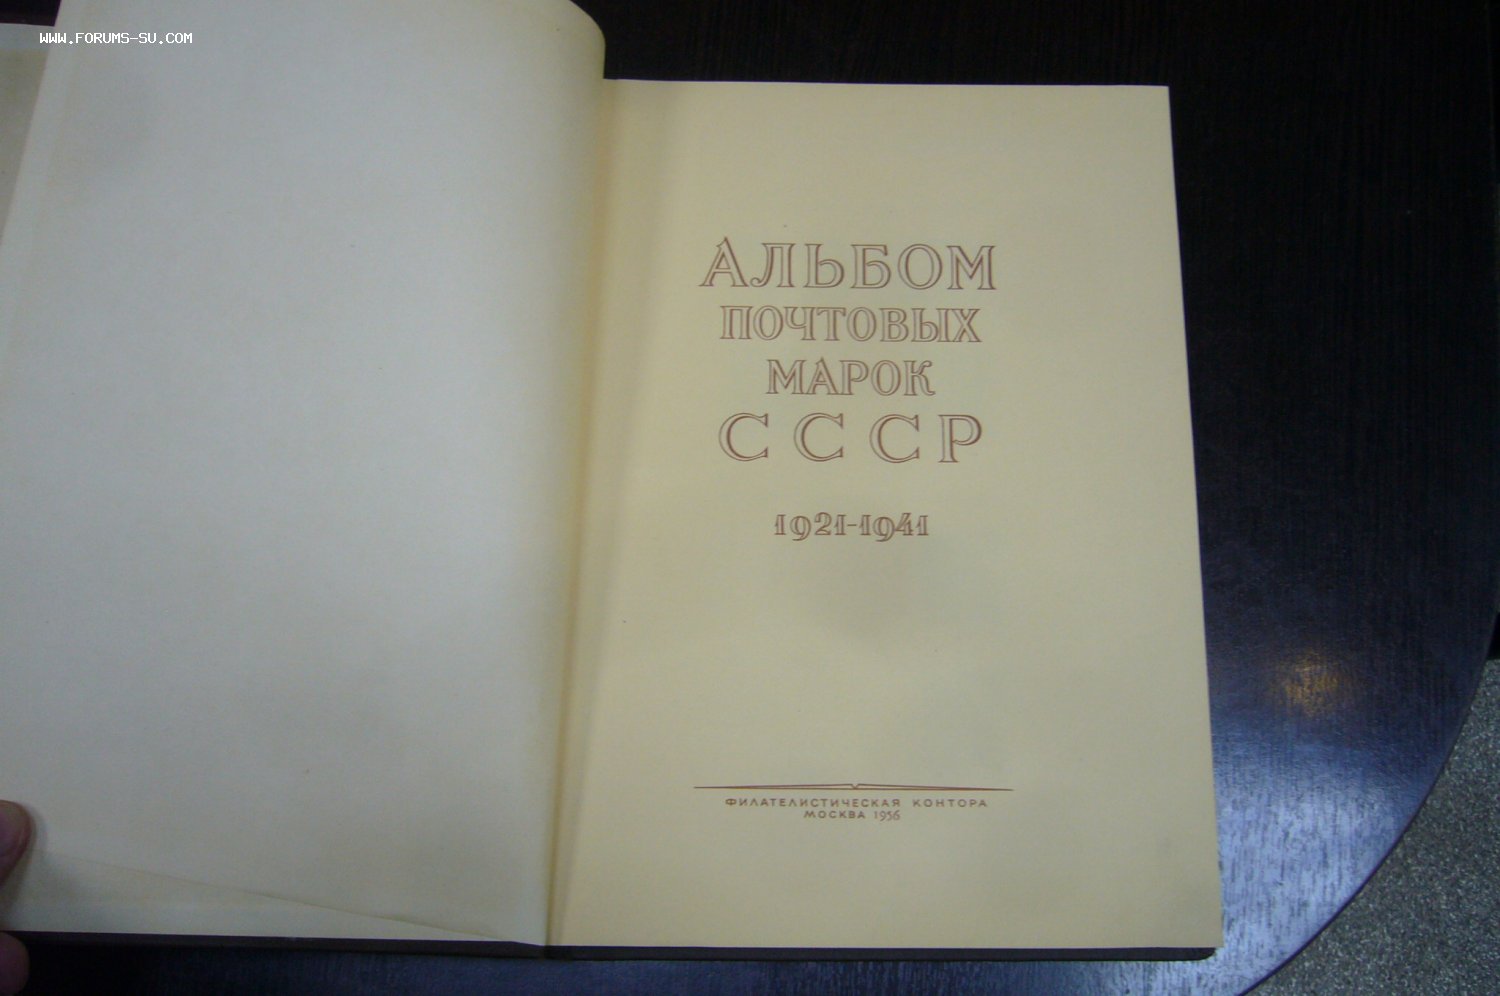 WWW.FORUMS-SU.COM
АЛЬБОМ
ПОЧТОВЫХ
МАРОК
СССР
1921-1941
ФИЛАТЕЛИСТИЧЕСКАЯ КОНТОРА
МОСКВА 1956